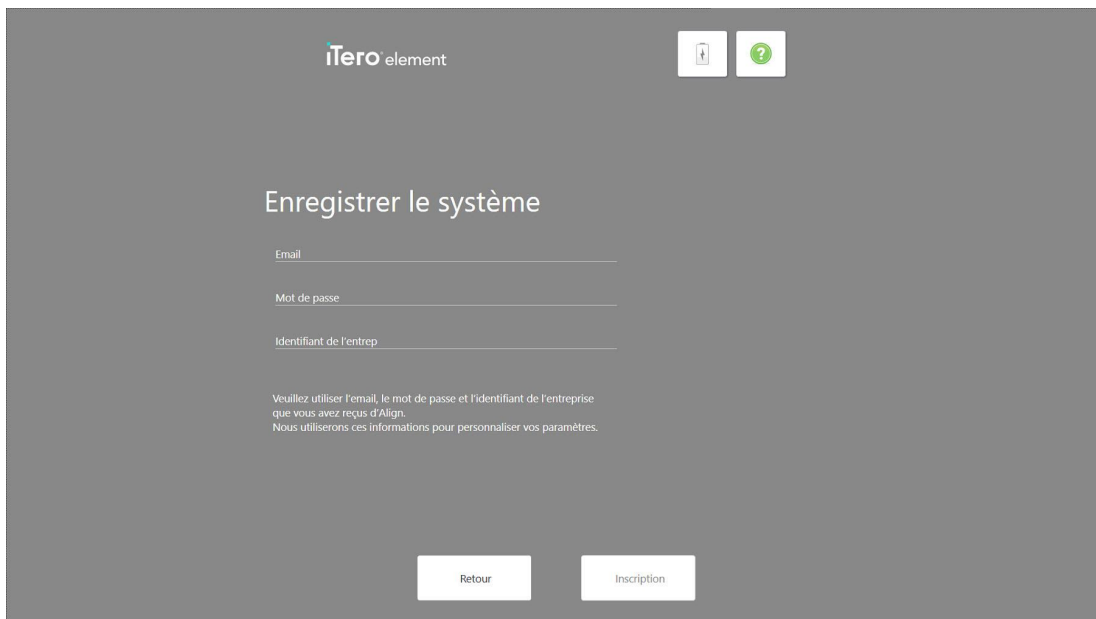 iTero element
?
Enregistrer le système
Email
Mot de passe
Identifiant de l'entrep
Veuillez utiliser l'email, le mot de passe et l'identifiant de l'entreprise
que vous avez reçus d'Align.
Nous utiliserons ces informations pour personnaliser vos paramètres.
Retour
Inscription